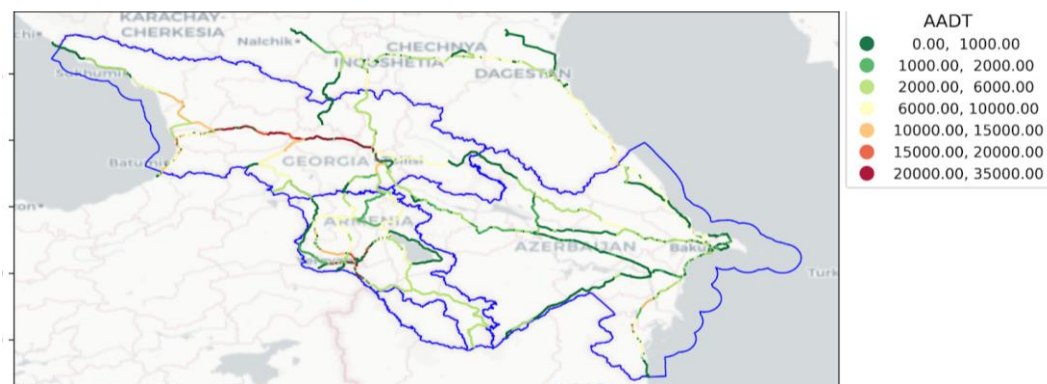 KARACHAY-
CHERKESIA
Nalchik
CHECHNYA
INGUSHETIA
DAGESTAN
Sukhumi
Batumi
GEORGIA
Tbilisi
ARMENIA
AZERBAIJAN
Baku
Turk
AADT
0.00, 1000.00
1000.00, 2000.00
2000.00, 6000.00
6000.00, 10000.00
10000.00, 15000.00
15000.00, 20000.00
20000.00, 35000.00